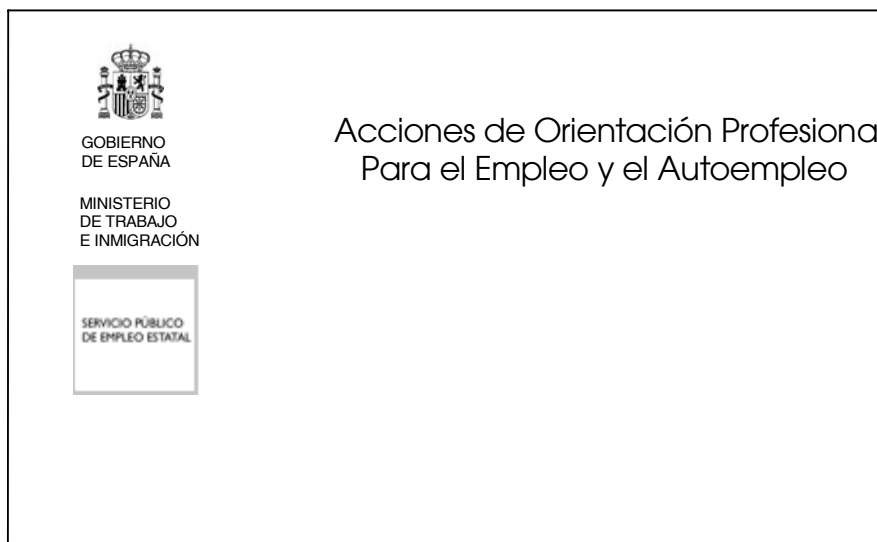 GOBIERNO
DE ESPAÑA
MINISTERIO
DE TRABAJO
E INMIGRACIÓN
SERVICIO PÚBLICO
DE EMPLEO ESTATAL
Acciones de Orientación Profesiona
Para el Empleo y el Autoempleo